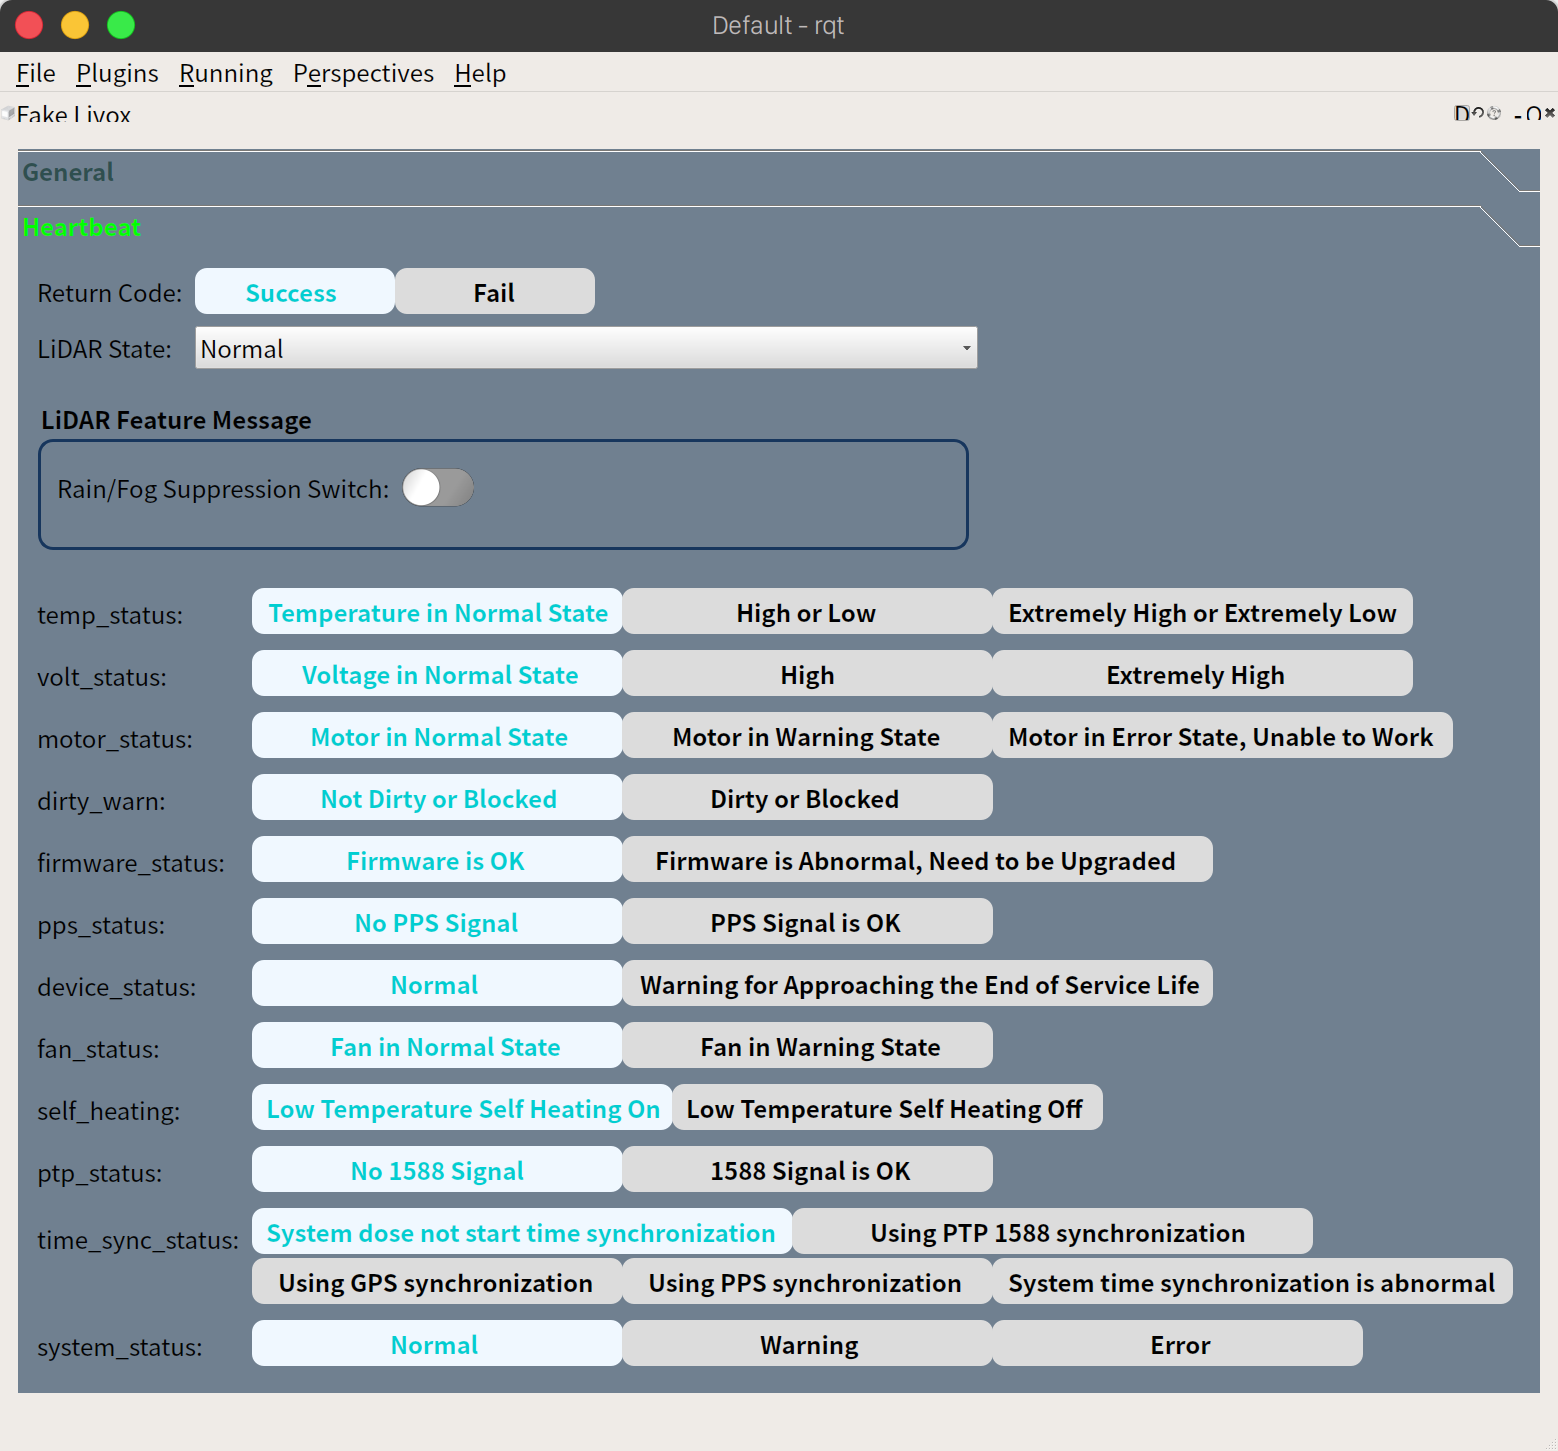 Default - rqt
File Plugins Running Perspectives Help
Fake Livox
D
General
Heartbeat
Return Code: Success Fail
LiDAR State: Normal
LiDAR Feature Message
Rain/Fog Suppression Switch:
temp_status: Temperature in Normal State High or Low Extremely High or Extremely Low
volt_status: Voltage in Normal State High Extremely High
motor_status: Motor in Normal State Motor in Warning State Motor in Error State, Unable to Work
dirty_warn: Not Dirty or Blocked Dirty or Blocked
firmware_status: Firmware is OK Firmware is Abnormal, Need to be Upgraded
pps_status: No PPS Signal PPS Signal is OK
device_status: Normal Warning for Approaching the End of Service Life
fan_status: Fan in Normal State Fan in Warning State
self_heating: Low Temperature Self Heating On Low Temperature Self Heating Off
ptp_status: No 1588 Signal 1588 Signal is OK
time_sync_status: System dose not start time synchronization Using PTP 1588 synchronization
Using GPS synchronization Using PPS synchronization System time synchronization is abnormal
system_status: Normal Warning Error